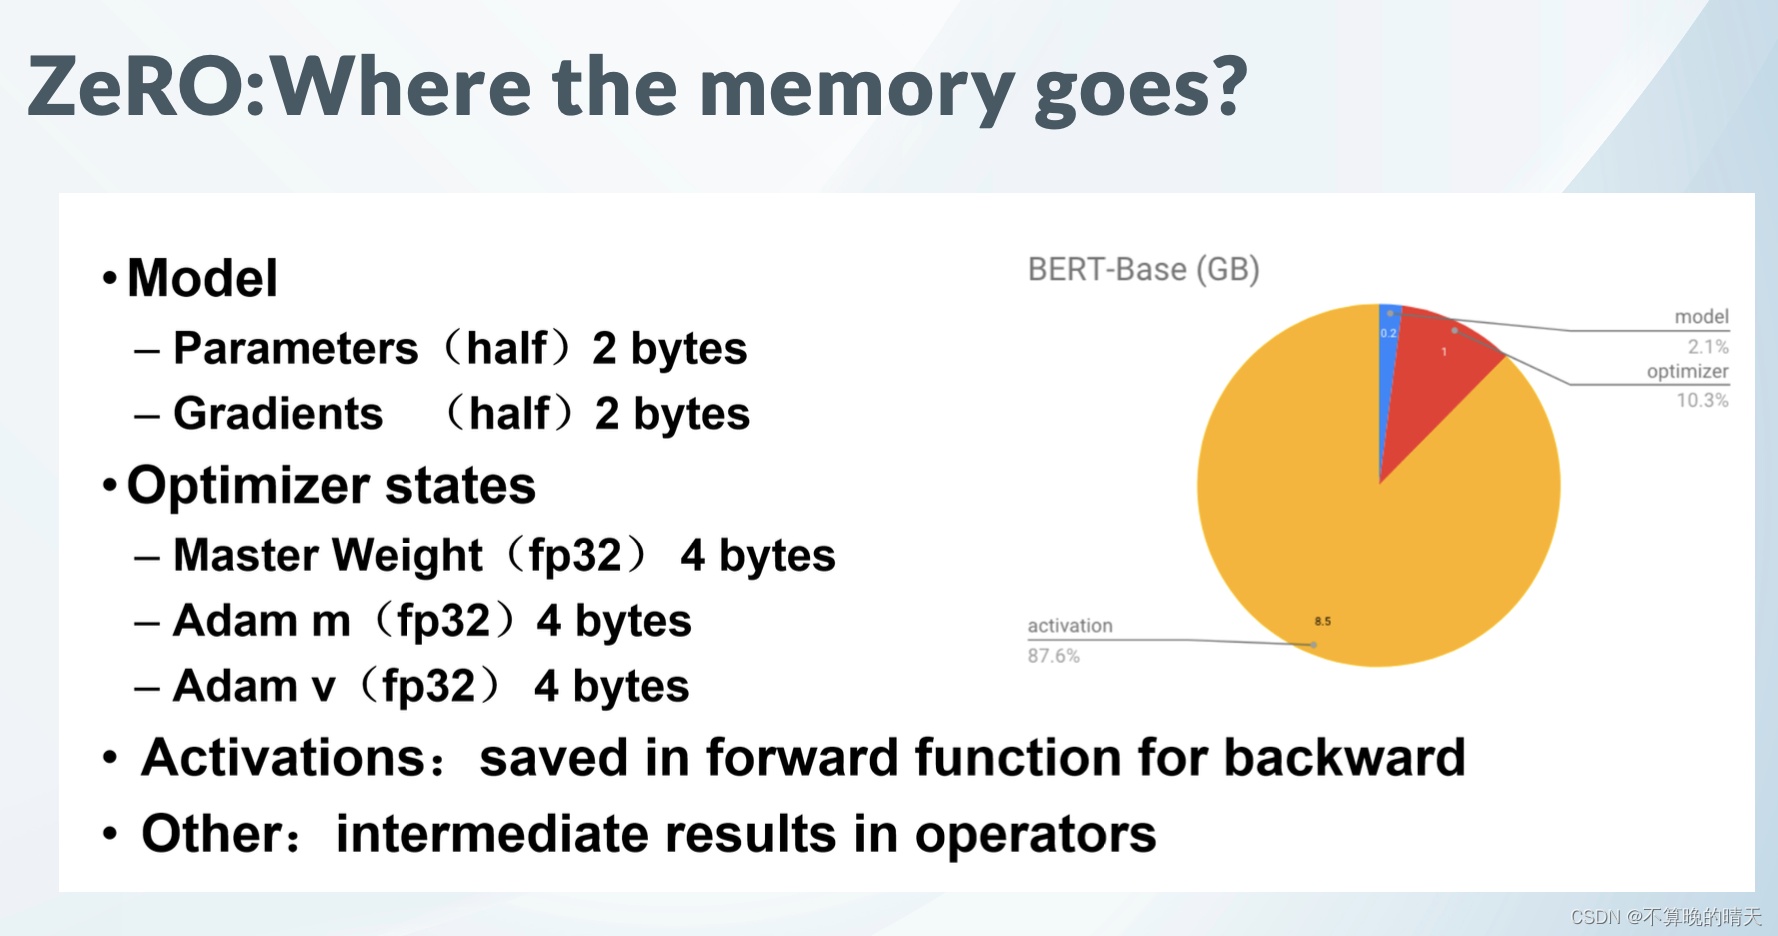 ZeRO:Where the memory goes?
•Model
– Parameters（half）2 bytes
– Gradients （half）2 bytes
•Optimizer states
– Master Weight（fp32） 4 bytes
– Adam m（fp32）4 bytes
– Adam v（fp32） 4 bytes
• Activations：saved in forward function for backward
• Other：intermediate results in operators
BERT-Base (GB)
model
2.1%
optimizer
10.3%
0.2
1
8.5
activation
87.6%
CSDN @不算晚的晴天